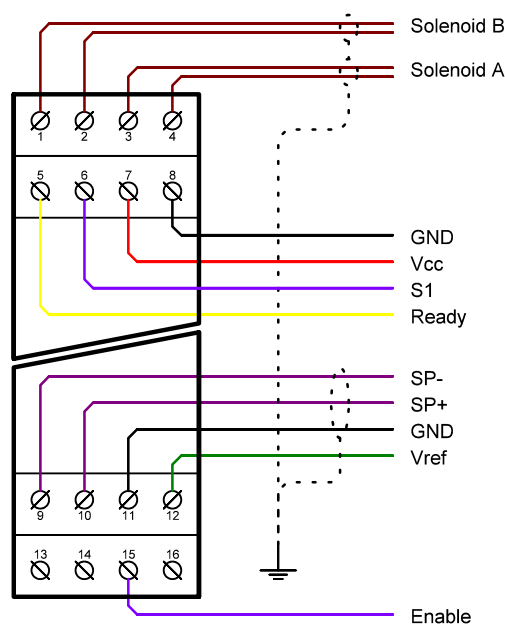 Solenoid B
Solenoid A
1 2 3 4
5 6 7 8
GND
Vcc
S1
Ready
SP-
SP+
GND
Vref
9 10 11 12
13 14 15 16
Enable